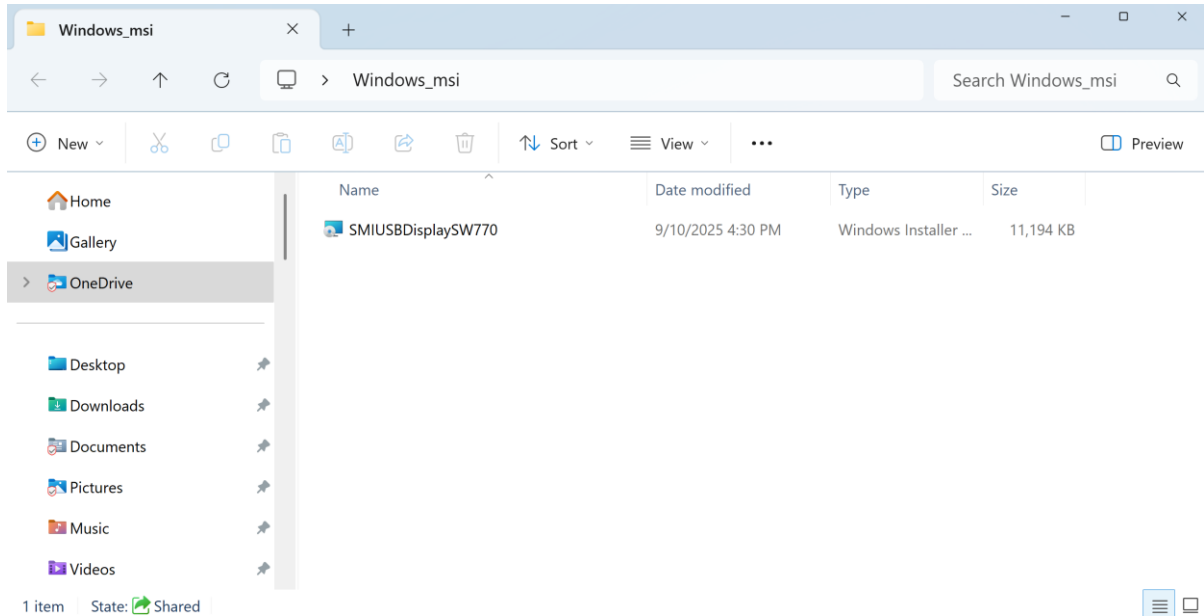 Windows_msi
Windows_msi
Search Windows_msi
New Sort View Preview
Home
Gallery
OneDrive
Desktop
Downloads
Documents
Pictures
Music
Videos
Name Date modified Type Size
SMIUSBDisplaySW770 9/10/2025 4:30 PM Windows Installer ... 11,194 KB
1 item State: Shared